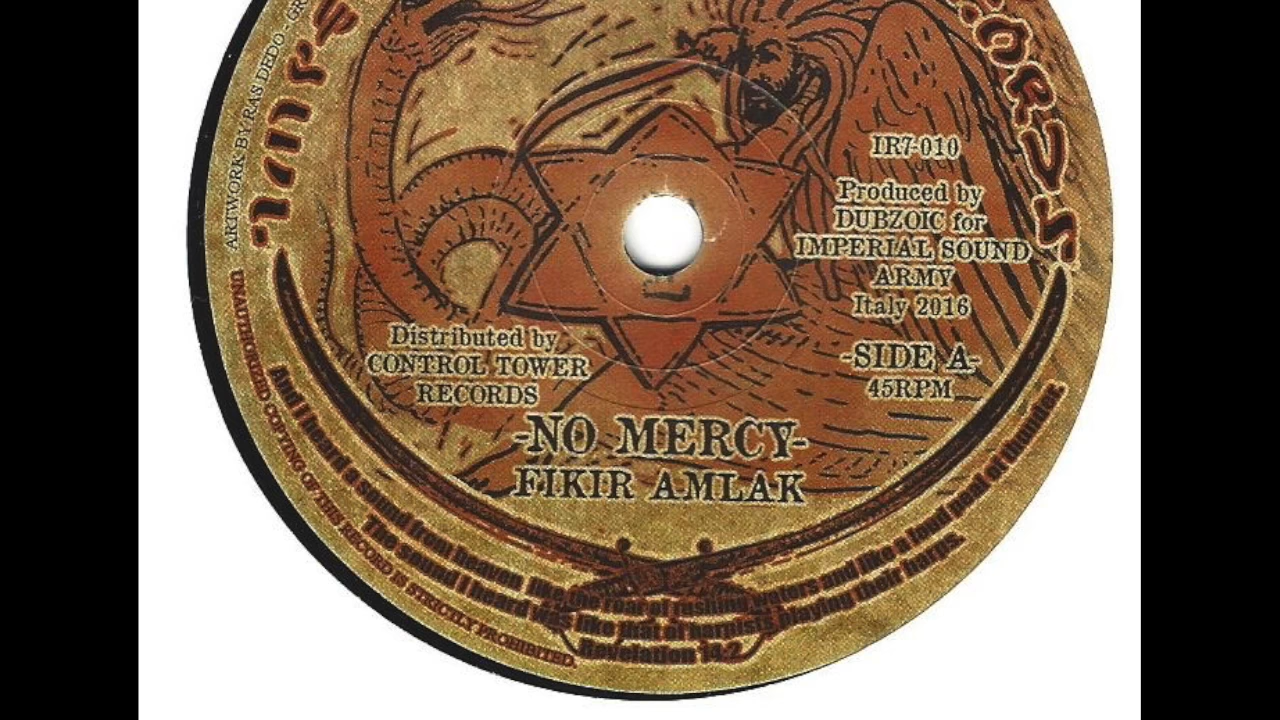 ARTWORK BY RAS DEDO - GR
IR7-010
Produced by
DUBZOIC for
IMPERIAL SOUND
ARMY
Italy 2016
-SIDE A-
45RPM
Distributed by
CONTROL TOWER
RECORDS
-NO MERCY-
FIKIR AMLAK
And I heard a sound from heaven like the roar of rushing waters and like a loud peal of thunder.
The sound I heard was like that of harpists playing their harps.
Revelation 14:2
UNAUTHORIZED COPYING OF THIS RECORD IS STRICTLY PROHIBITED.